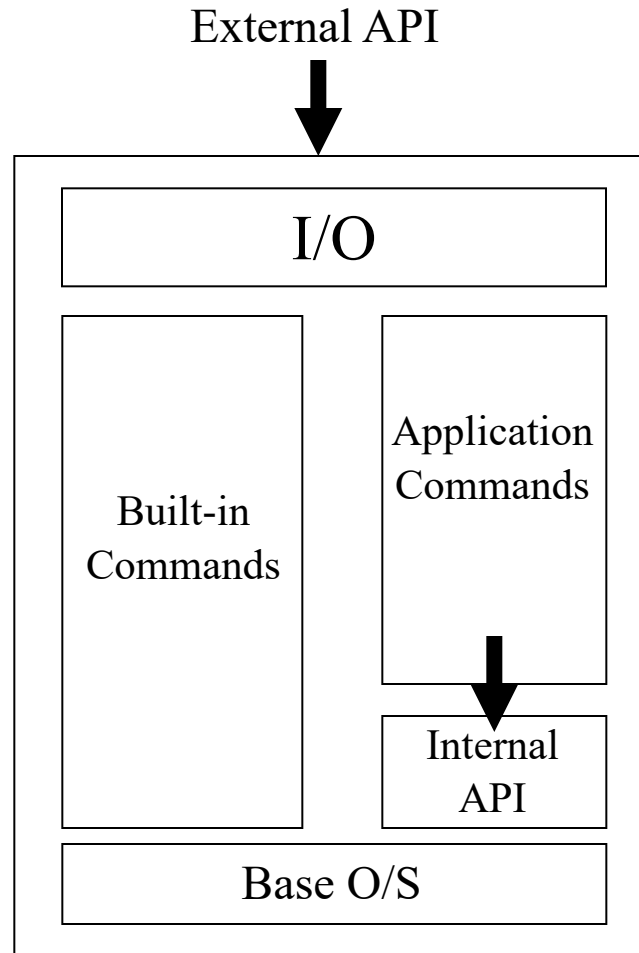 External API
I/O
Built-in
Commands
Application
Commands
Internal
API
Base O/S